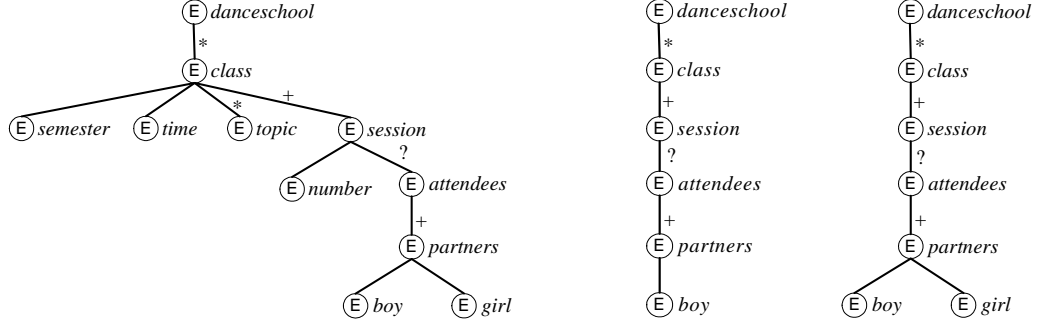 E danceschool E danceschool E danceschool
* * *
E class E class E class
* + + +
E semester E time E topic E session E session E session
? ? ?
E number E attendees E attendees E attendees
+ + +
E partners E partners E partners
E boy E girl E boy E boy E girl